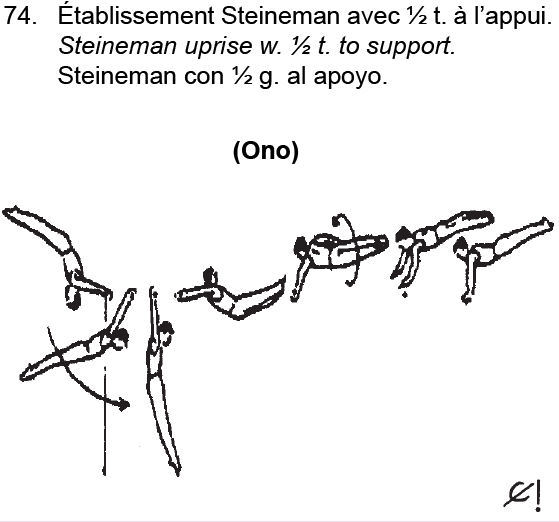 74. Établissement Steineman avec ½ t. à l'appui.
Steineman uprise w. ½ t. to support.
Steineman con ½ g. al apoyo.
(Ono)